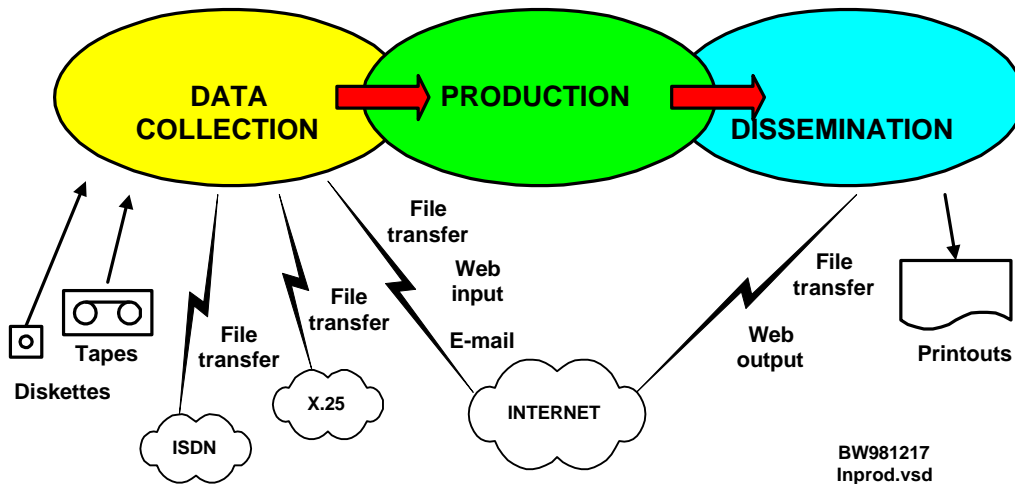 DATA
COLLECTION
PRODUCTION
DISSEMINATION
File
transfer
Web
input
E-mail
File
transfer
File
transfer
Tapes
Diskettes
ISDN
X.25
INTERNET
File
transfer
Web
output
Printouts
BW981217
Inprod.vsd